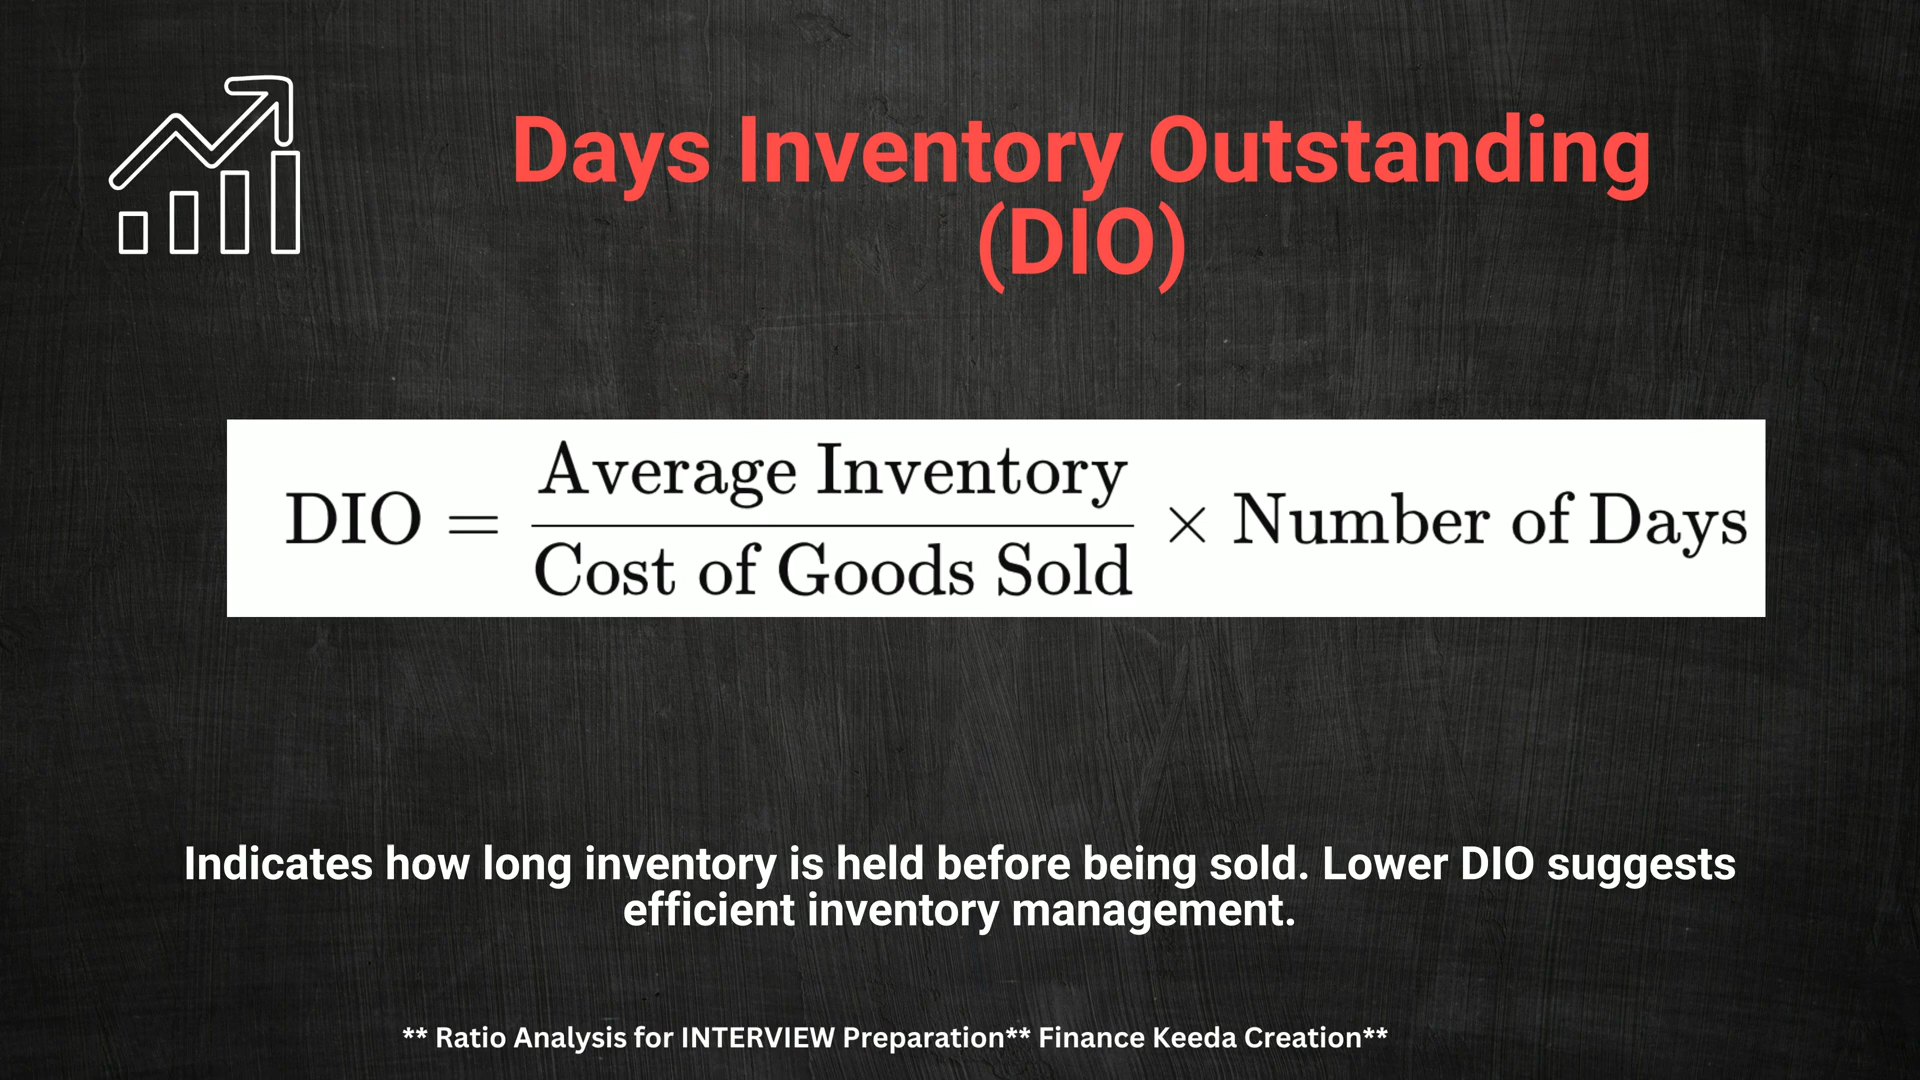 Days Inventory Outstanding
(DIO)
DIO = Average Inventory / Cost of Goods Sold × Number of Days
Indicates how long inventory is held before being sold. Lower DIO suggests
efficient inventory management.
** Ratio Analysis for INTERVIEW Preparation** Finance Keeda Creation**